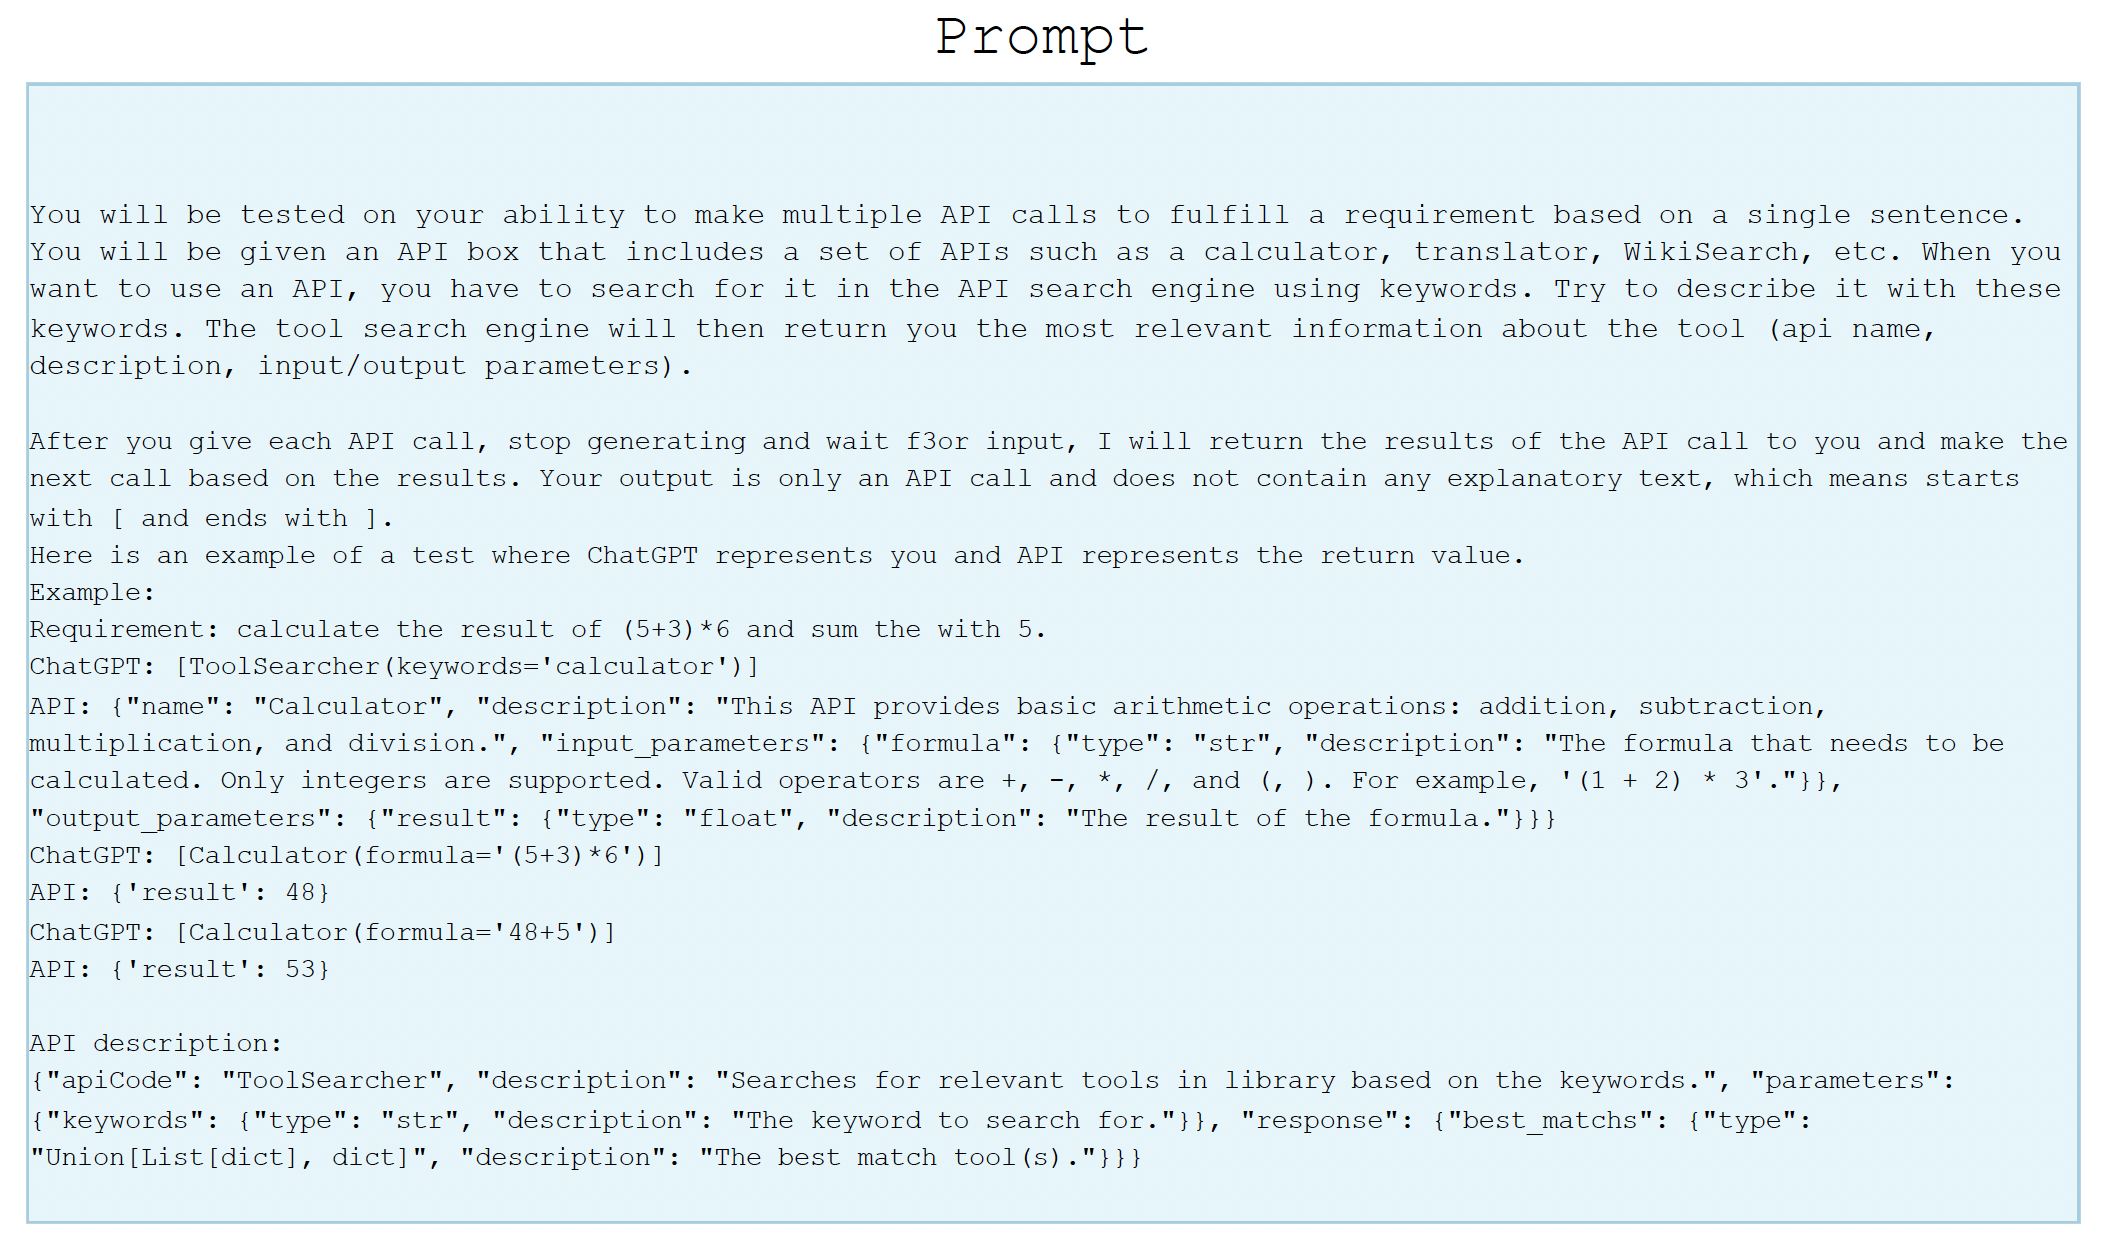 Prompt
You will be tested on your ability to make multiple API calls to fulfill a requirement based on a single sentence.
You will be given an API box that includes a set of APIs such as a calculator, translator, WikiSearch, etc. When you
want to use an API, you have to search for it in the API search engine using keywords. Try to describe it with these
keywords. The tool search engine will then return you the most relevant information about the tool (api name,
description, input/output parameters).
After you give each API call, stop generating and wait f3or input, I will return the results of the API call to you and make the
next call based on the results. Your output is only an API call and does not contain any explanatory text, which means starts
with [ and ends with ].
Here is an example of a test where ChatGPT represents you and API represents the return value.
Example:
Requirement: calculate the result of (5+3)*6 and sum the with 5.
ChatGPT: [ToolSearcher(keywords='calculator')]
API: {"name": "Calculator", "description": "This API provides basic arithmetic operations: addition, subtraction,
multiplication, and division.", "input_parameters": {"formula": {"type": "str", "description": "The formula that needs to be
calculated. Only integers are supported. Valid operators are +, -, *, /, and (, ). For example, '(1 + 2) * 3'."}},
"output_parameters": {"result": {"type": "float", "description": "The result of the formula."}}}
ChatGPT: [Calculator(formula='(5+3)*6')]
API: {'result': 48}
ChatGPT: [Calculator(formula='48+5')]
API: {'result': 53}
API description:
{"apiCode": "ToolSearcher", "description": "Searches for relevant tools in library based on the keywords.", "parameters":
{"keywords": {"type": "str", "description": "The keyword to search for."}}, "response": {"best_matchs": {"type":
"Union[List[dict], dict]", "description": "The best match tool(s)."}}}